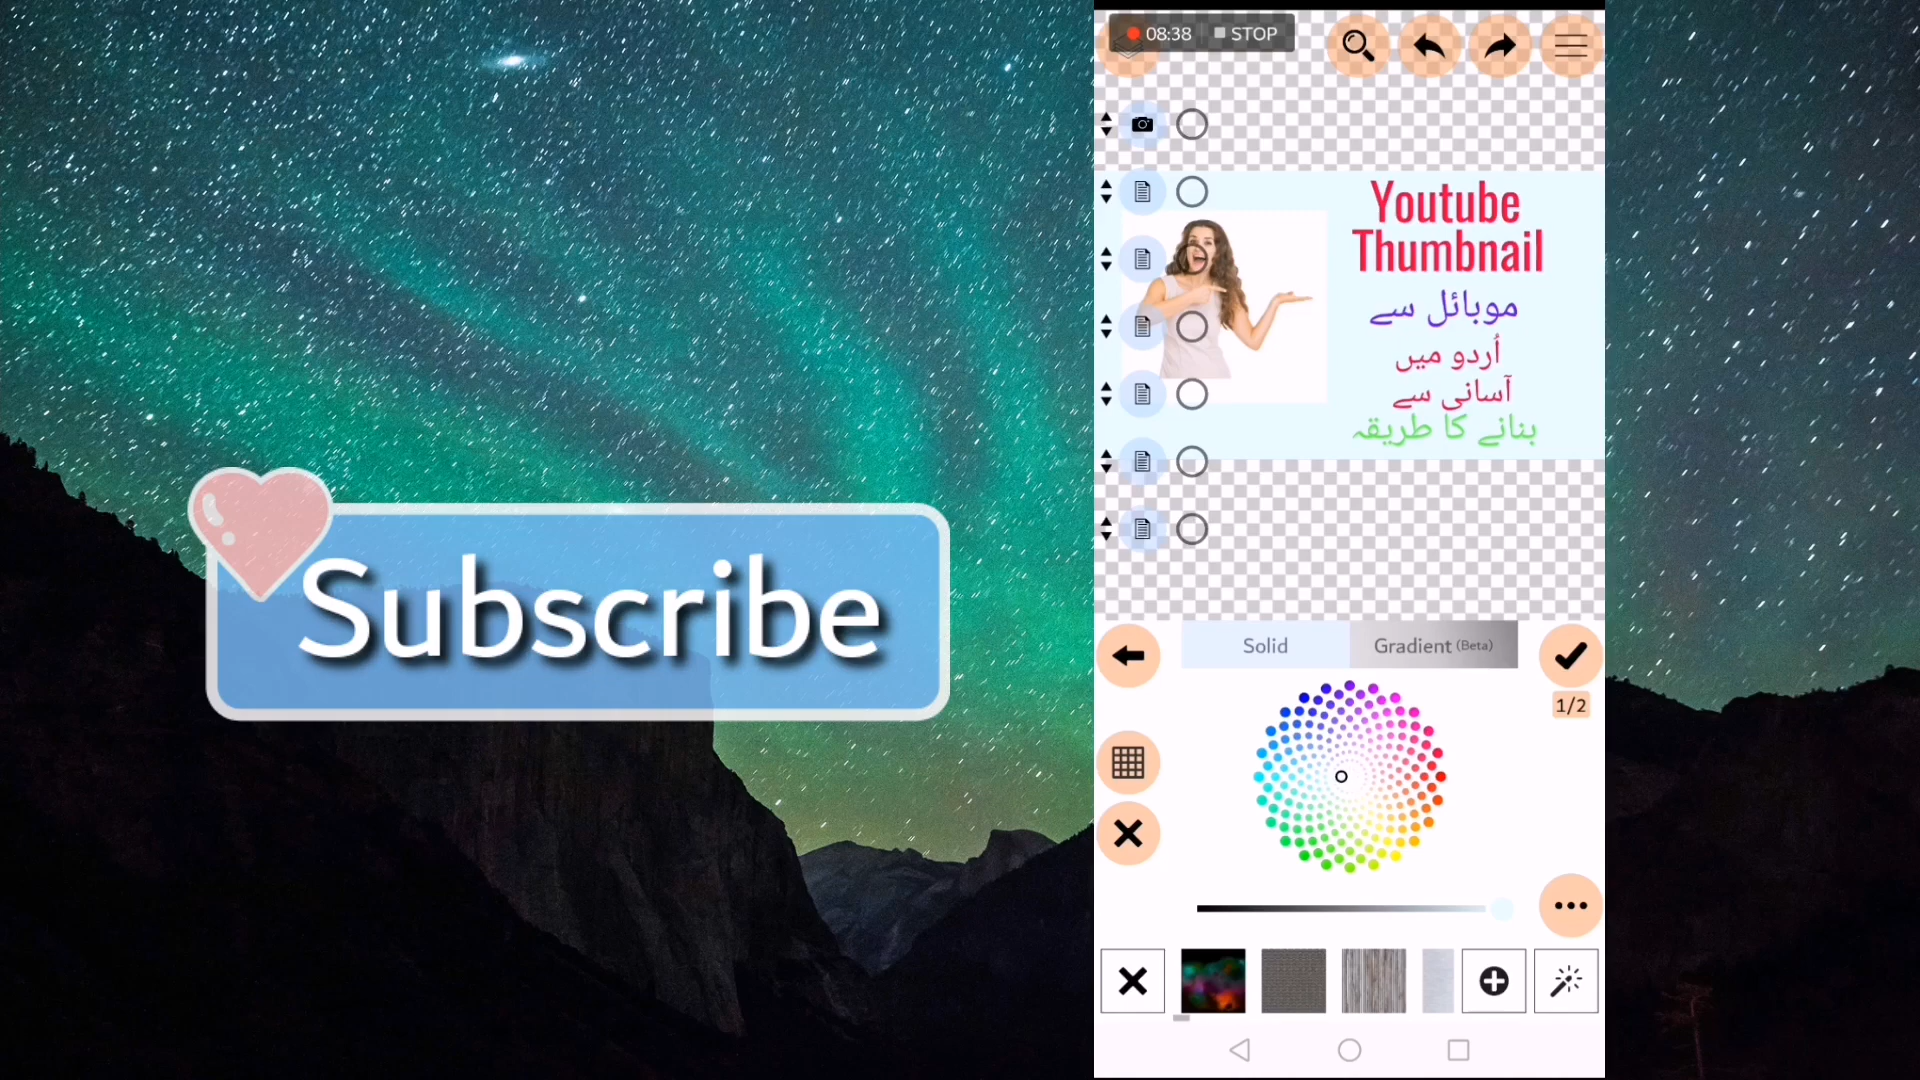 08:38 STOP
Youtube
Thumbnail
موبائل سے
اُردو میں
آسانی سے
بنانے کا طریقہ
Subscribe
Solid
Gradient (Beta)
1/2